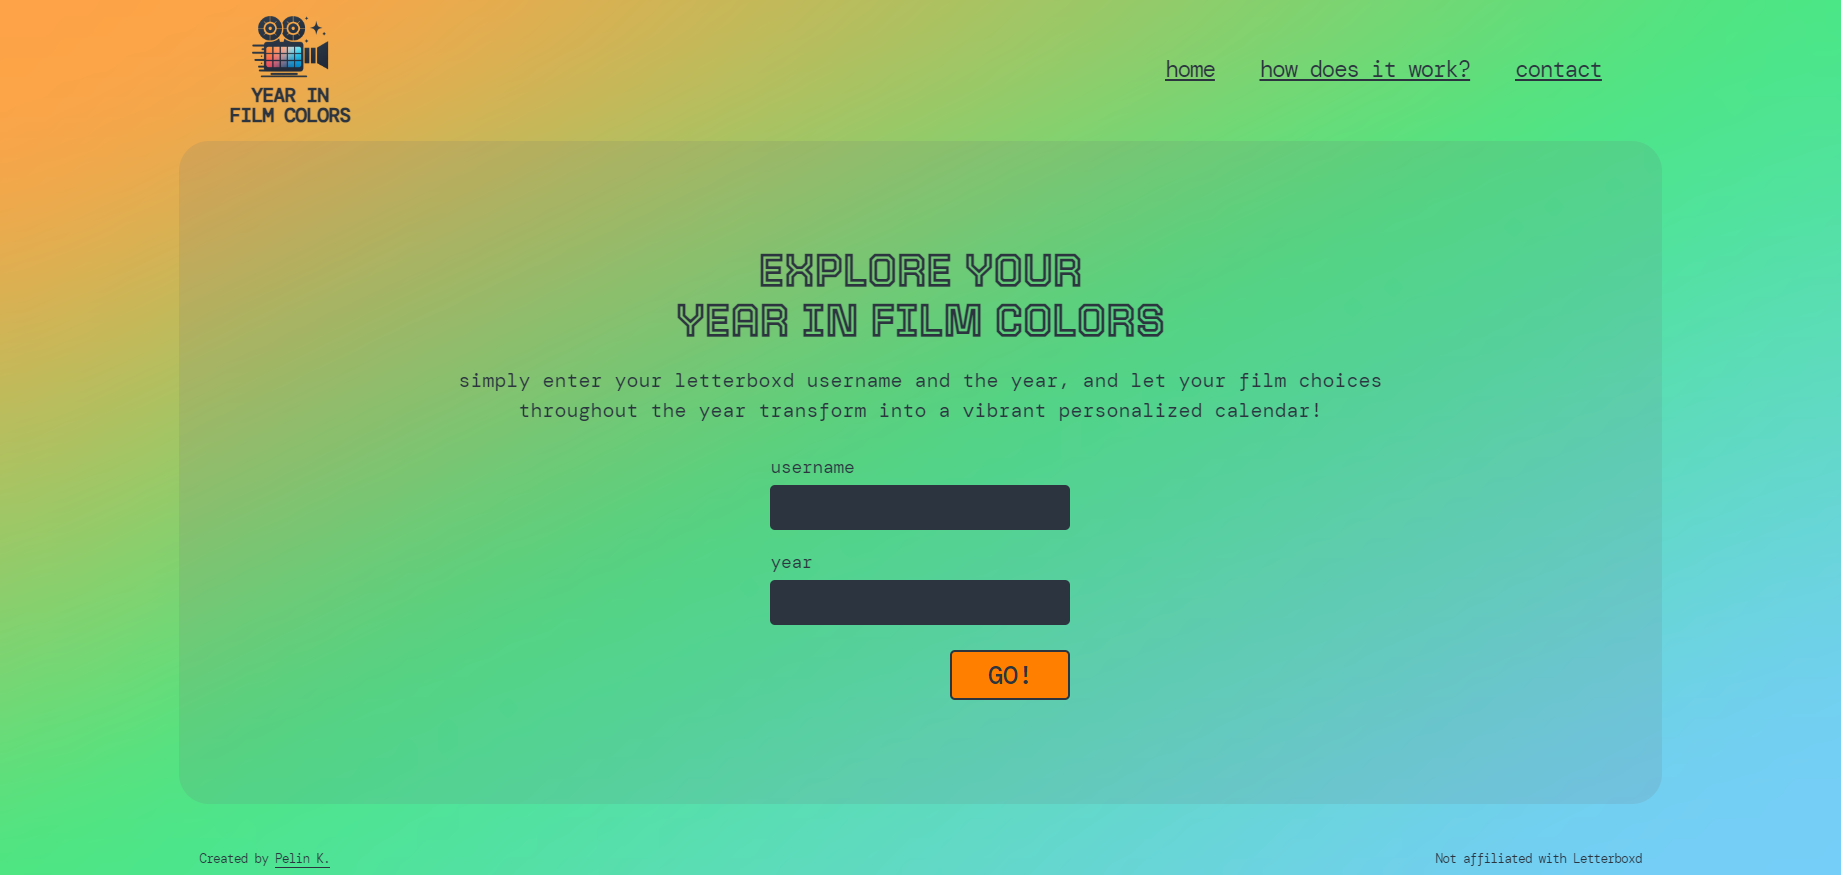 YEAR IN
FILM COLORS
home how does it work? contact
EXPLORE YOUR
YEAR IN FILM COLORS
simply enter your letterboxd username and the year, and let your film choices
throughout the year transform into a vibrant personalized calendar!
username
year
GO!
Created by Pelin K.
Not affiliated with Letterboxd